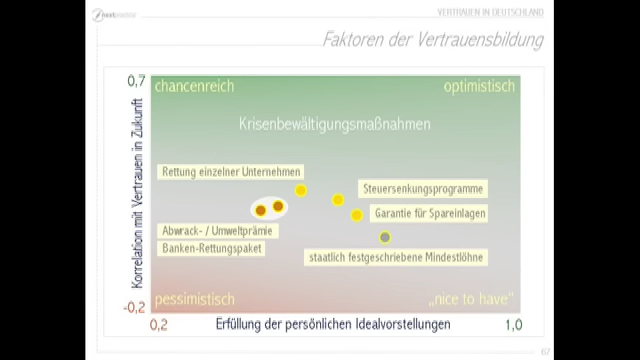 nextpractice
VERTRAUEN IN DEUTSCHLAND
Faktoren der Vertrauensbildung
0,7
chancenreich
optimistisch
Krisenbewältigungsmaßnahmen
Korrelation mit Vertrauen in Zukunft
Rettung einzelner Unternehmen
Steuersenkungsprogramme
Garantie für Spareinlagen
Abwrack- / Umweltprämie
Banken-Rettungspaket
staatlich festgeschriebene Mindestlöhne
pessimistisch
„nice to have“
-0,2
0,2
Erfüllung der persönlichen Idealvorstellungen
1,0